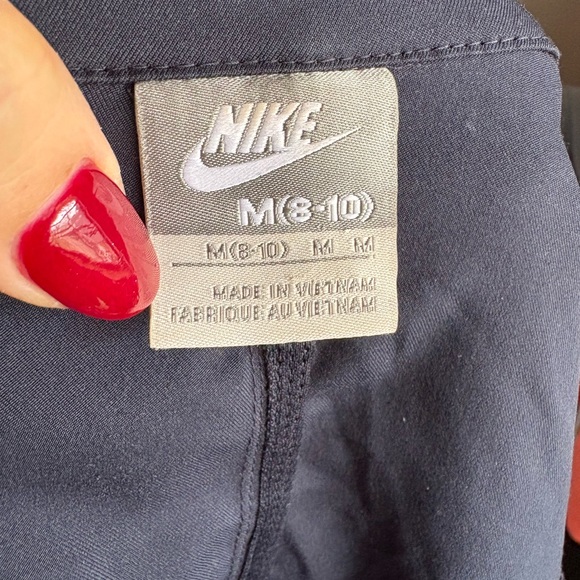 NIKE
M(8-10)
M(8-10) M M
MADE IN VIETNAM
FABRIQUE AU VIETNAM